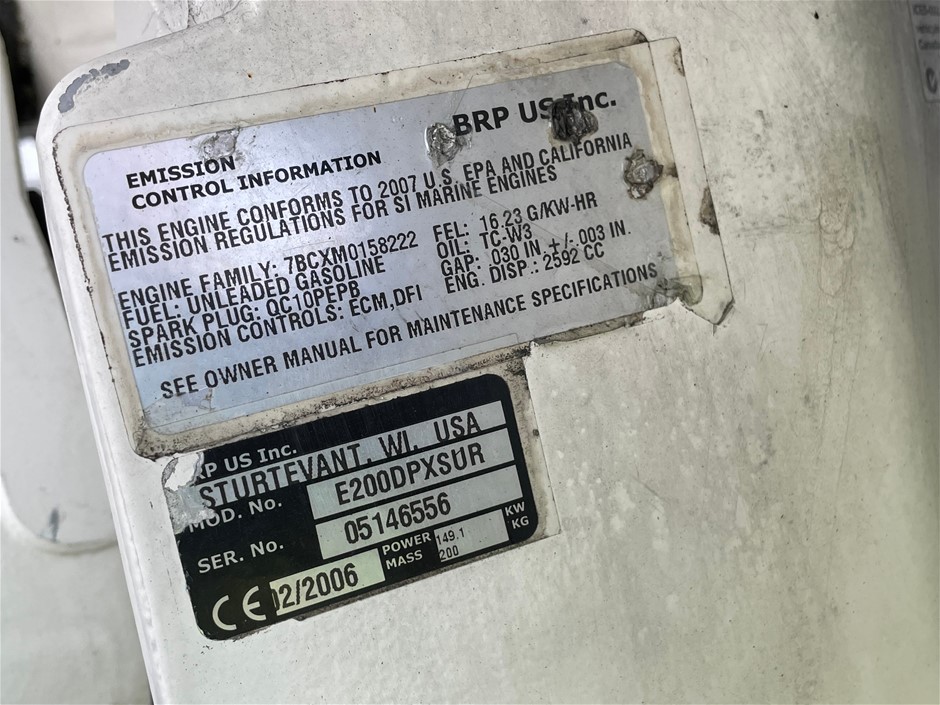 BRP US Inc.
EMISSION
CONTROL INFORMATION
THIS ENGINE CONFORMS TO 2007 U.S. EPA AND CALIFORNIA
EMISSION REGULATIONS FOR SI MARINE ENGINES
ENGINE FAMILY: 7BCXM0158222 FEL: 16.23 G/KW-HR
FUEL: UNLEADED GASOLINE OIL: TC-W3
SPARK PLUG: QC10PEPB GAP: .030 IN. +/-.003 IN.
EMISSION CONTROLS: ECM,DFI ENG. DISP.: 2592 CC
SEE OWNER MANUAL FOR MAINTENANCE SPECIFICATIONS
RP US Inc.
STURTEVANT, WI, USA
MOD. No. E200DPXSUR
SER. No. 05146556
CE 02/2006 POWER 149.1 KW
MASS 200 KG